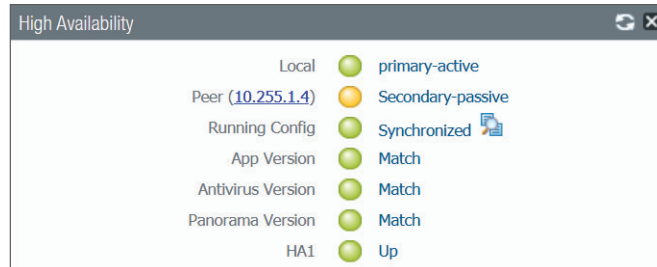 High Availability
Local primary-active
Peer (10.255.1.4) Secondary-passive
Running Config Synchronized
App Version Match
Antivirus Version Match
Panorama Version Match
HA1 Up